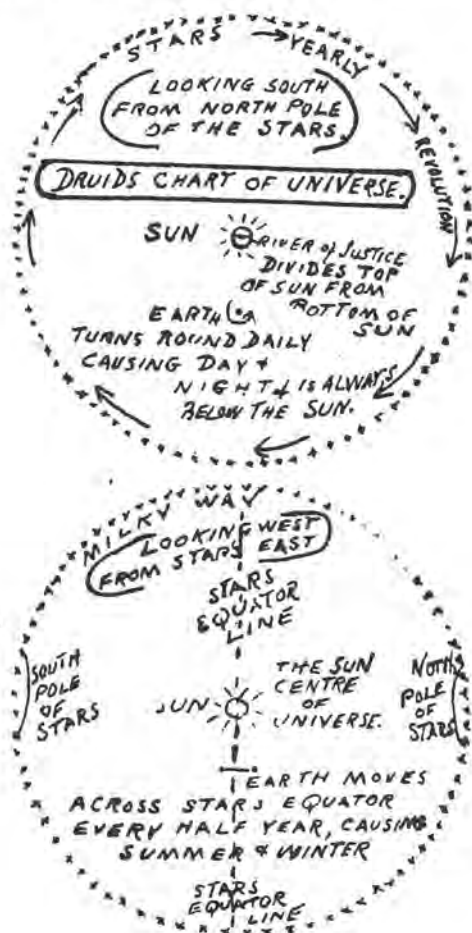 STARS → YEARLY
REVOLUTION
LOOKING SOUTH
FROM NORTH POLE
OF THE STARS.
DRUIDS CHART OF UNIVERSE.
SUN
RIVER of JUSTICE
DIVIDES TOP
OF SUN FROM
BOTTOM OF
SUN
EARTH
TURNS ROUND DAILY
CAUSING DAY &
NIGHT & IS ALWAYS
BELOW THE SUN.
MILKY WAY
LOOKING WEST
FROM STARS EAST
STARS
EQUATOR
LINE
SOUTH
POLE
OF
STARS
SUN
THE SUN
CENTRE
OF
UNIVERSE.
NORTH
POLE
OF
STARS
EARTH MOVES
ACROSS STARS EQUATOR
EVERY HALF YEAR, CAUSING
SUMMER & WINTER
STARS
EQUATOR
LINE